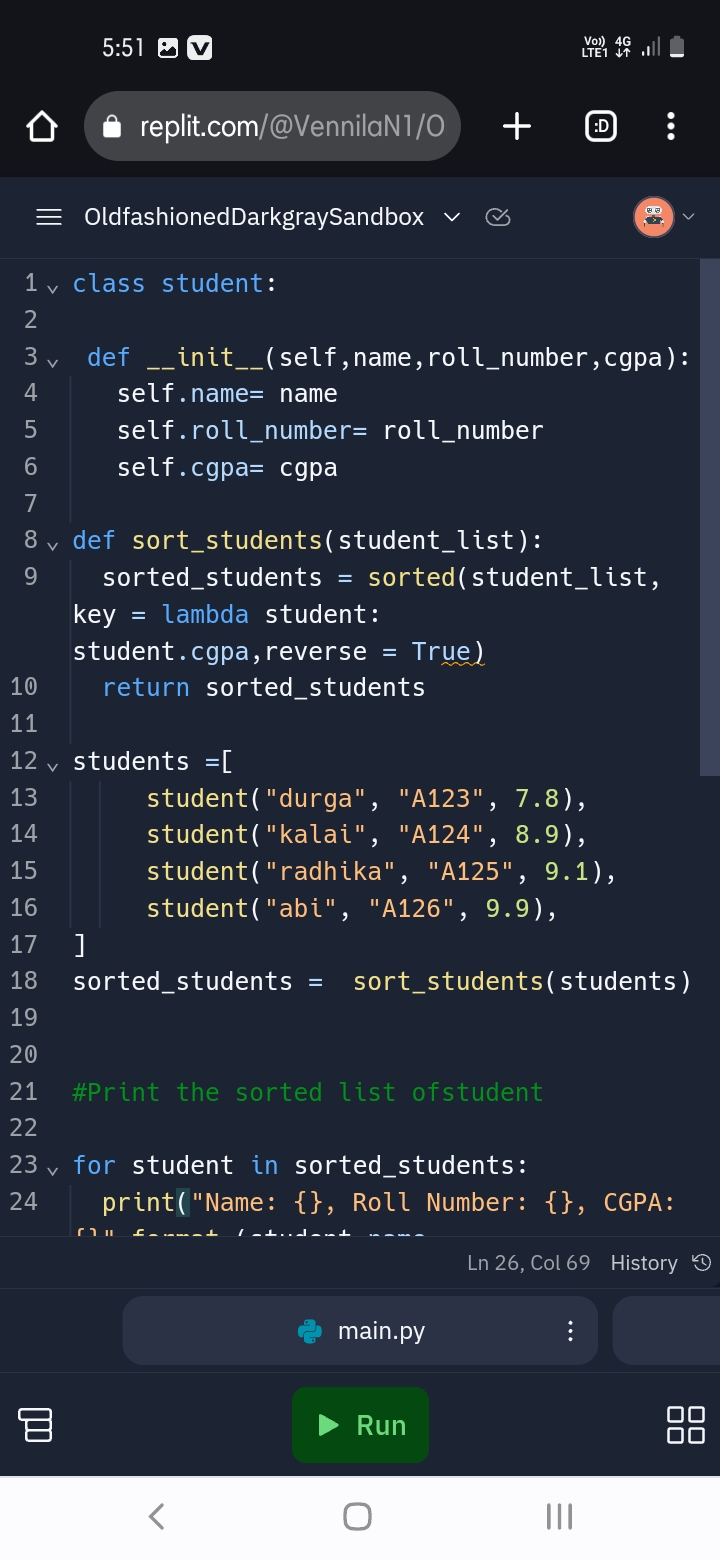 5:51 Vo)) 4G LTE1
replit.com/@VennilaN1/O :D
OldfashionedDarkgraySandbox
1 class student:
2
3 def __init__(self,name,roll_number,cgpa):
4 self.name= name
5 self.roll_number= roll_number
6 self.cgpa= cgpa
7
8 def sort_students(student_list):
9 sorted_students = sorted(student_list,
key = lambda student:
student.cgpa,reverse = True)
10 return sorted_students
11
12 students =[
13 student("durga", "A123", 7.8),
14 student("kalai", "A124", 8.9),
15 student("radhika", "A125", 9.1),
16 student("abi", "A126", 9.9),
17 ]
18 sorted_students =  sort_students(students)
19
20
21 #Print the sorted list ofstudent
22
23 for student in sorted_students:
24 print("Name: {}, Roll Number: {}, CGPA:
Ln 26, Col 69 History
main.py
Run